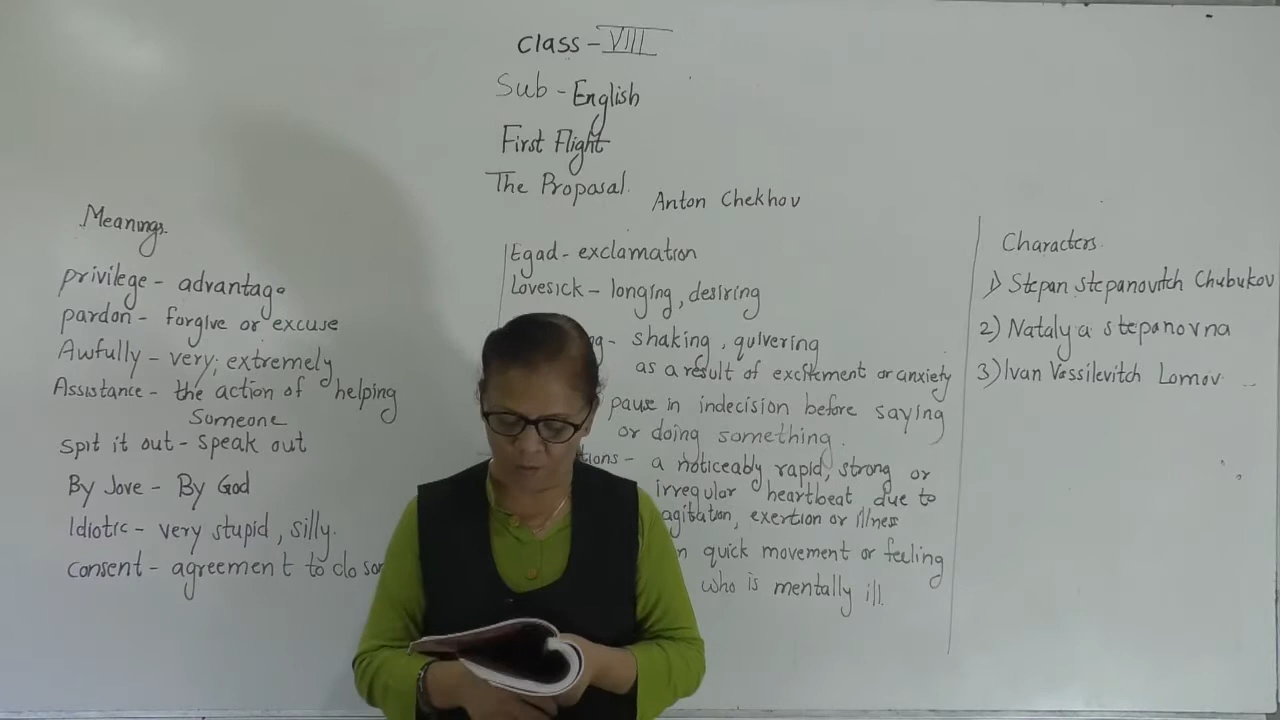 Class - VIII
Sub - English
First Flight
The Proposal.
Anton Chekhov
Meanings.
privilege - advantage
pardon - forgive or excuse
Awfully - very; extremely
Assistance - the action of helping
someone
spit it out - speak out
By Jove - By God
Idiotic - very stupid, silly.
consent - agreement to do
Egad - exclamation
Lovesick - longing, desiring
- shaking, quivering
as a result of excitement or anxiety
pause in indecision before saying
or doing something.
- a noticeably rapid, strong or
irregular heartbeat due to
agitation, exertion or illness
quick movement or feeling
who is mentally ill.
Characters.
1) Stepan Stepanovitch Chubukov
2) Natalya stepanovna
3) Ivan Vassilevitch Lomov